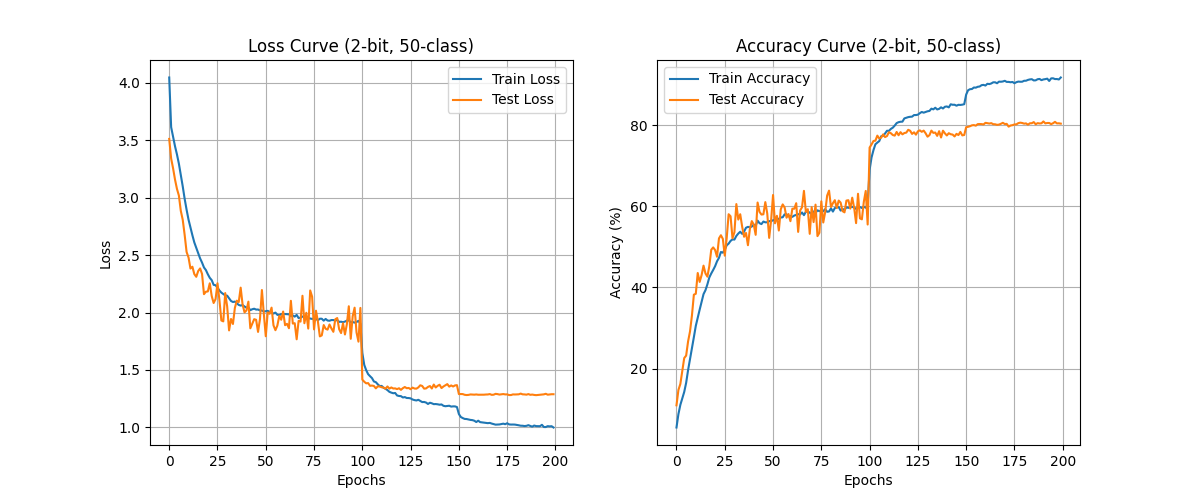 Loss Curve (2-bit, 50-class)
Train Loss
Test Loss
4.0
3.5
3.0
2.5
2.0
1.5
1.0
Loss
0 25 50 75 100 125 150 175 200
Epochs
Accuracy Curve (2-bit, 50-class)
Train Accuracy
Test Accuracy
80
60
40
20
Accuracy (%)
0 25 50 75 100 125 150 175 200
Epochs